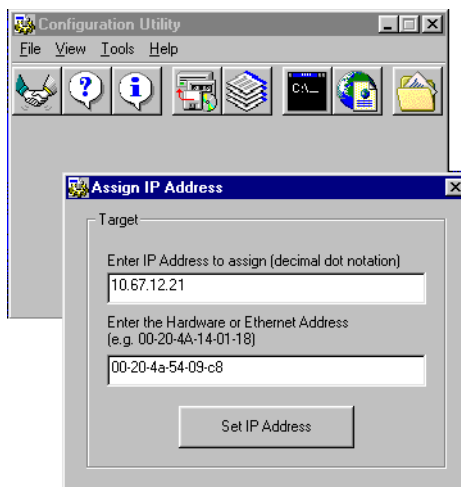 Configuration Utility
File View Tools Help
C:\_
Assign IP Address
Target
Enter IP Address to assign (decimal dot notation)
10.67.12.21
Enter the Hardware or Ethernet Address
(e.g. 00-20-4A-14-01-18)
00-20-4a-54-09-c8
Set IP Address